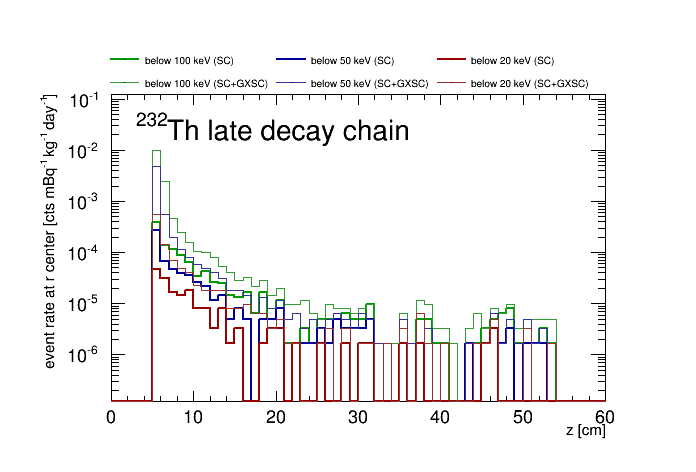 below 100 keV (SC) below 50 keV (SC) below 20 keV (SC)
below 100 keV (SC+GXSC) below 50 keV (SC+GXSC) below 20 keV (SC+GXSC)
²³²Th late decay chain
event rate at r center [cts mBq⁻¹ kg⁻¹ day⁻¹]
10⁻¹
10⁻²
10⁻³
10⁻⁴
10⁻⁵
10⁻⁶
0 10 20 30 40 50 60
z [cm]